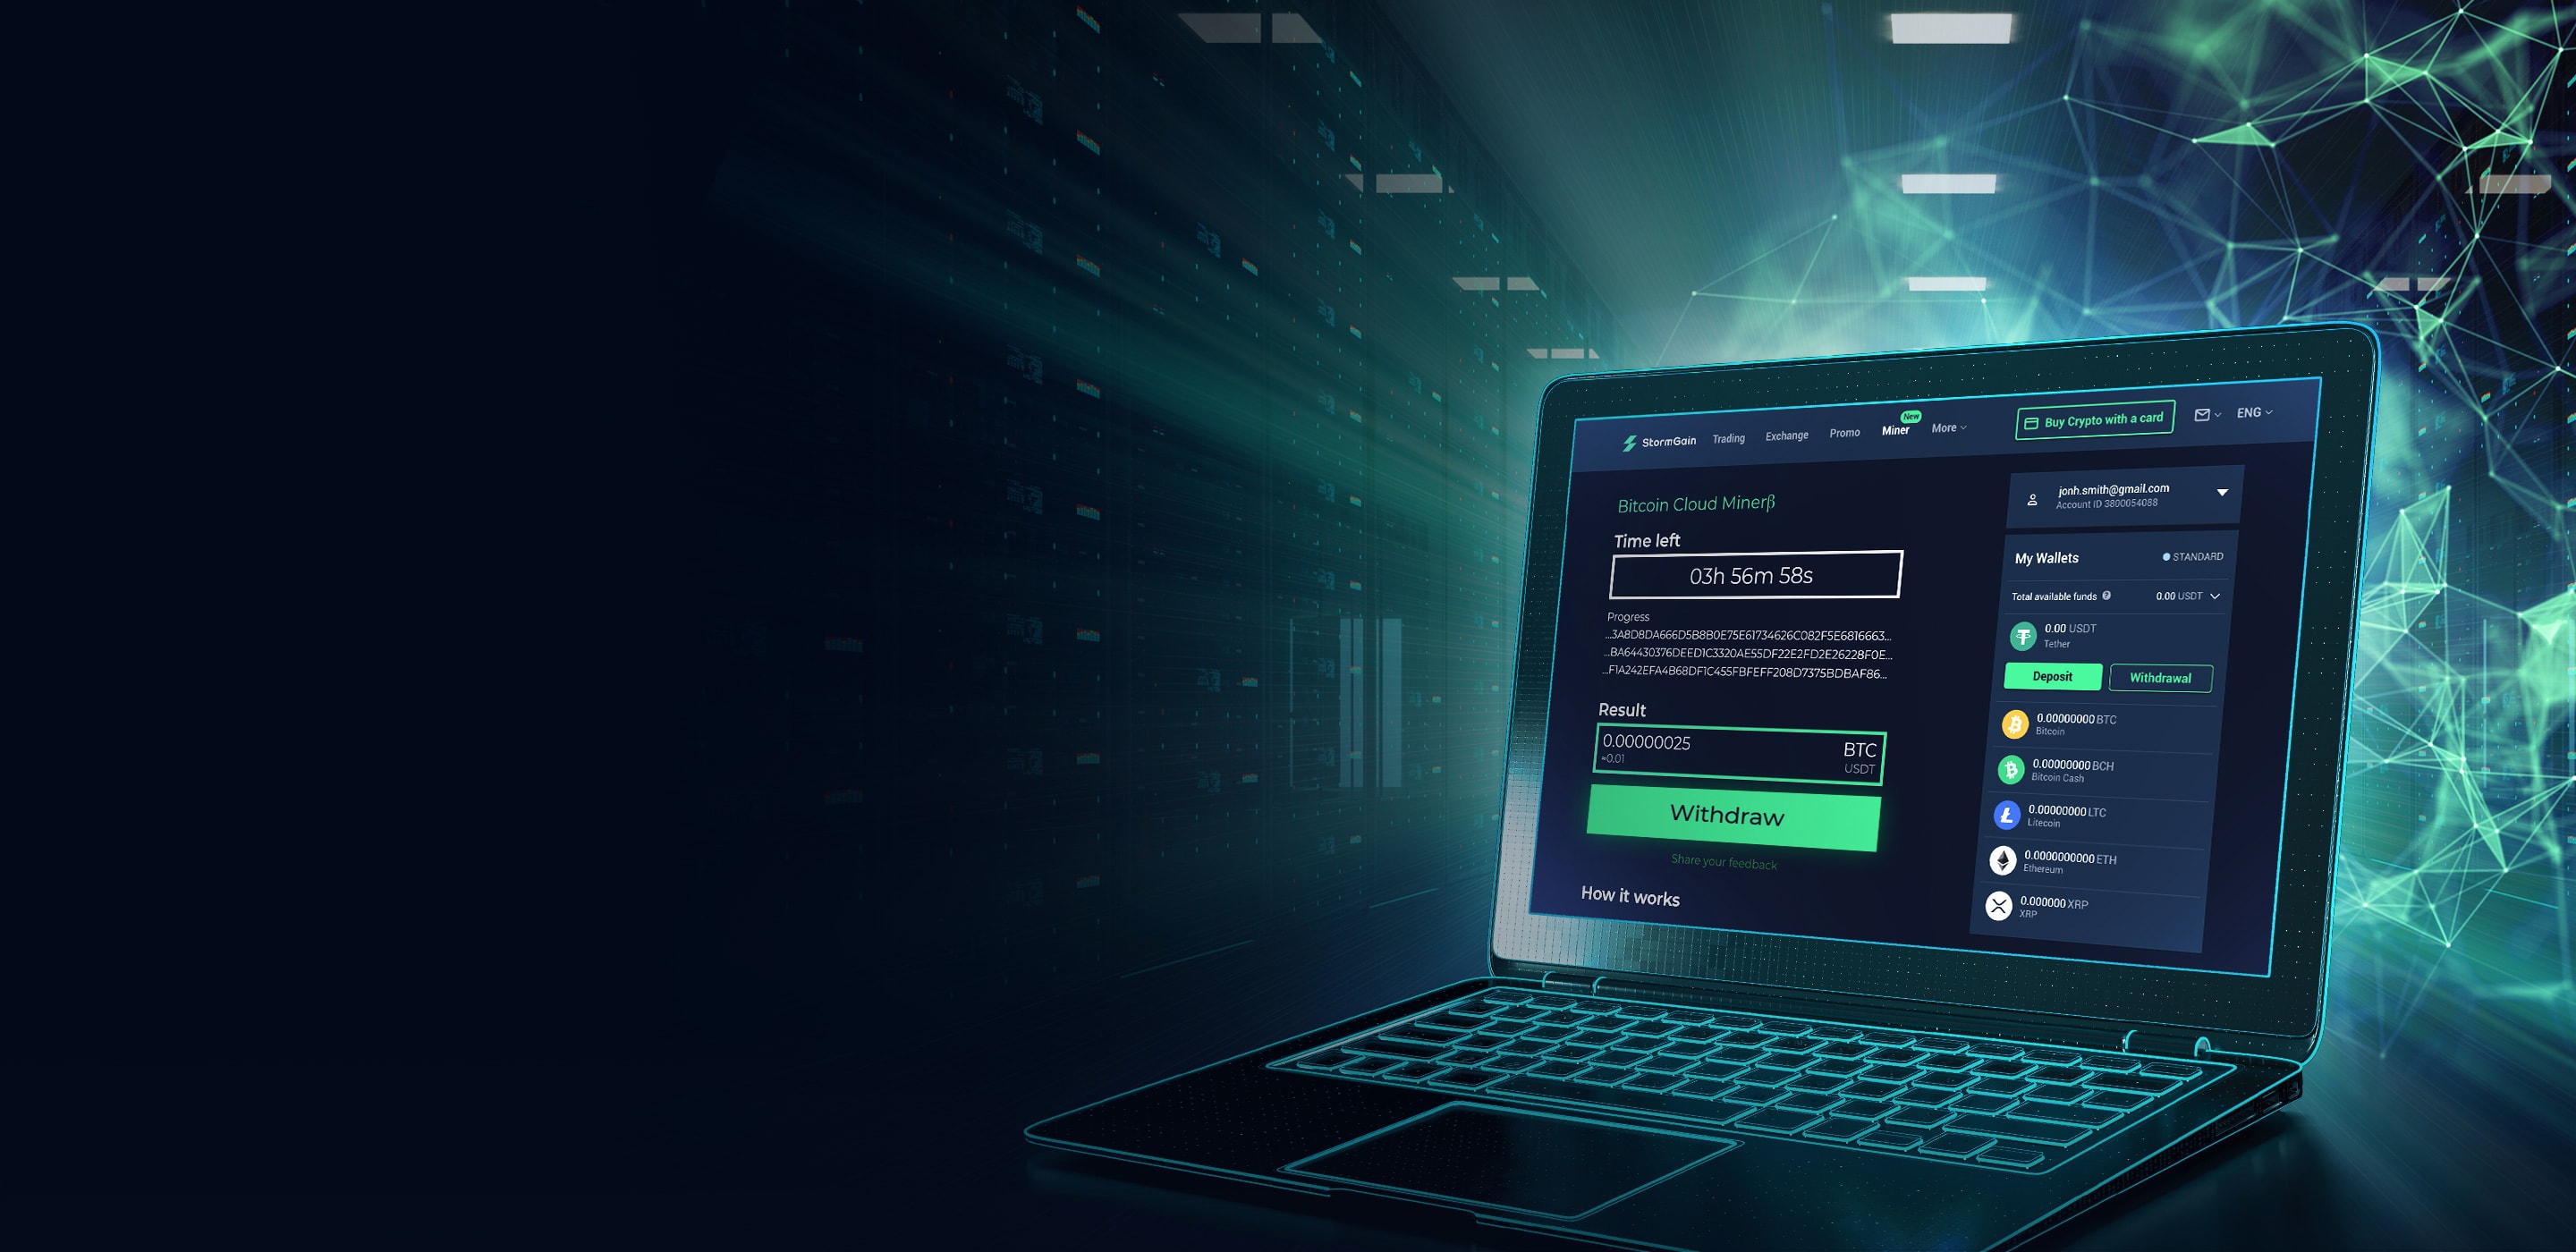 StormGain Trading Exchange Promo Miner New More Buy Crypto with a card ENG
Bitcoin Cloud Minerβ
Time left
03h 56m 58s
Progress
...3A8D8DA666D5B8B0E75E61734626C082F5E6816663...
...BA64430376DEED1C3320AE55DF22E2FD2E26228F0E...
...F1A242EFA4B68DF1C455FBFEFF208D7375BDBAF86...
Result
0.00000025 BTC
≈0.01 USDT
Withdraw
Share your feedback
How it works
jonh.smith@gmail.com
Account ID 3800054088
My Wallets STANDARD
Total available funds ? 0.00 USDT
0.00 USDT
Tether
Deposit Withdrawal
0.00000000 BTC
Bitcoin
0.00000000 BCH
Bitcoin Cash
0.00000000 LTC
Litecoin
0.0000000000 ETH
Ethereum
0.000000 XRP
XRP